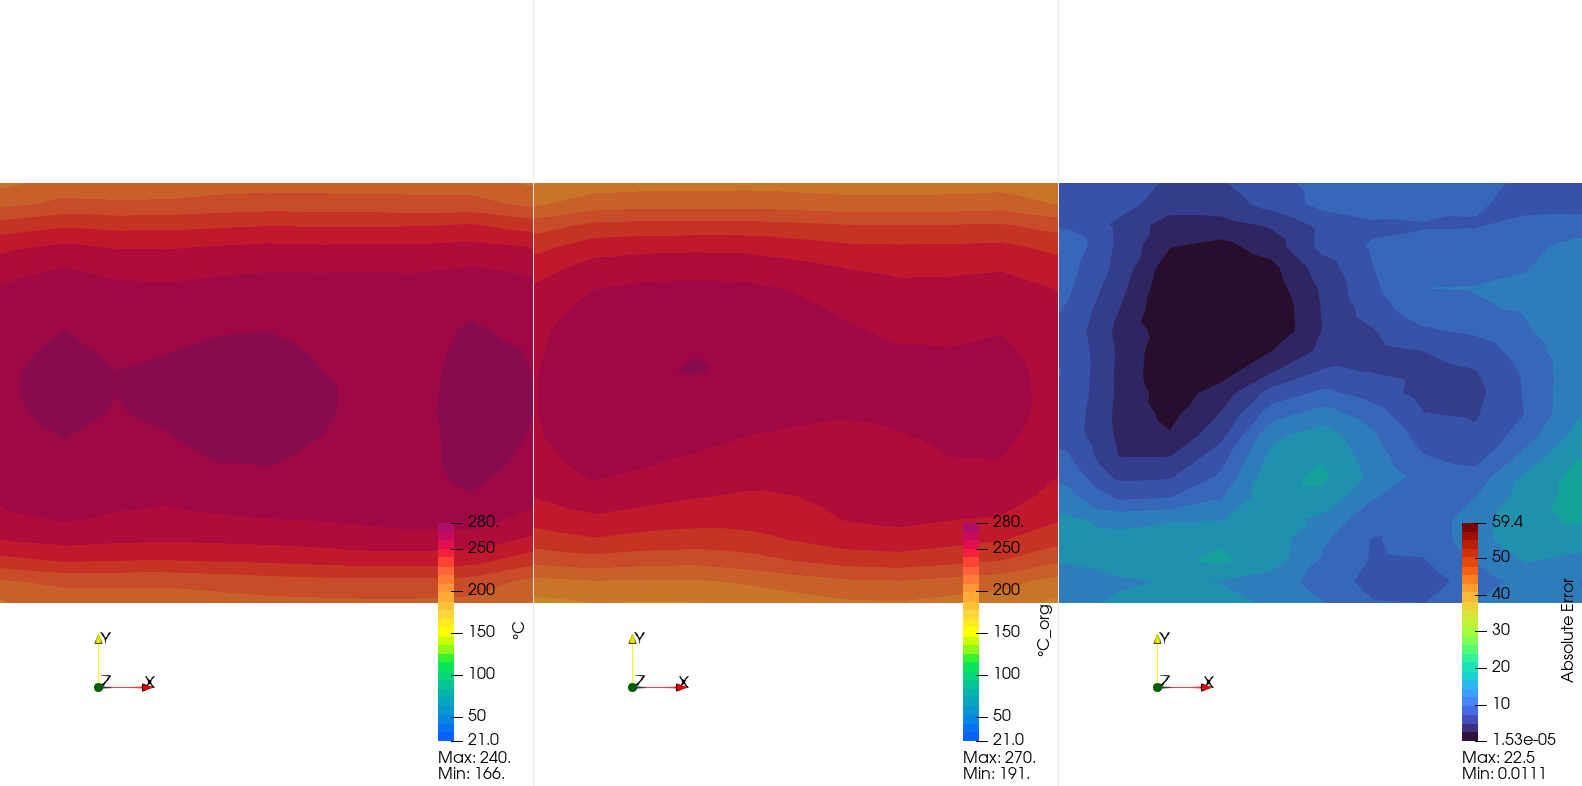 280.
250
200
150
100
50
21.0
°C
Max: 240.
Min: 166.
Y
Z
X
280.
250
200
150
100
50
21.0
°C_org
Max: 270.
Min: 191.
Y
Z
X
59.4
50
40
30
20
10
1.53e-05
Absolute Error
Max: 22.5
Min: 0.0111
Y
Z
X